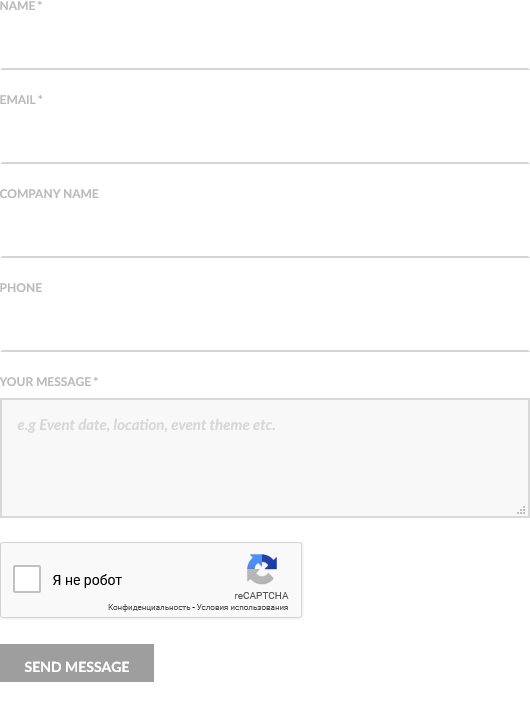 NAME*
EMAIL*
COMPANY NAME
PHONE
YOUR MESSAGE*
e.g Event date, location, event theme etc.
Я не робот
reCAPTCHA
Конфиденциальность - Условия использования
SEND MESSAGE